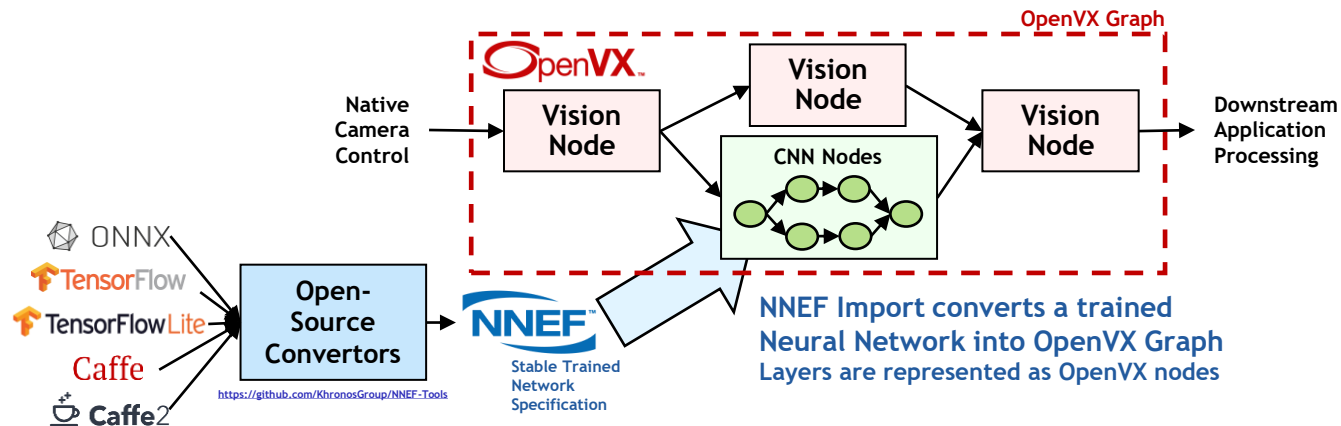 OpenVX Graph
OpenVX™
Vision
Node
Vision
Node
Vision
Node
Native
Camera
Control
CNN Nodes
Downstream
Application
Processing
ONNX
TensorFlow
TensorFlowLite
Caffe
Caffe2
Open-
Source
Convertors
https://github.com/KhronosGroup/NNEF-Tools
NNEF™
Stable Trained
Network
Specification
NNEF Import converts a trained
Neural Network into OpenVX Graph
Layers are represented as OpenVX nodes